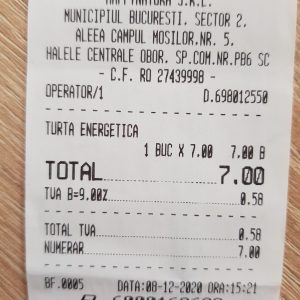 MUNICIPIUL BUCURESTI, SECTOR 2,
ALEEA CAMPUL MOSILOR,NR. 5,
HALELE CENTRALE OBOR. SP.COM.NR.PB6 SC
- C.F. RO 27439998 -
OPERATOR/1 D.698012550
TURTA ENERGETICA
1 BUC X 7.00 7.00 B
TOTAL 7.00
TVA B=9.00% 0.58
TOTAL TVA 0.58
NUMERAR 7.00
BF.0005 DATA:08-12-2020 ORA:15:21